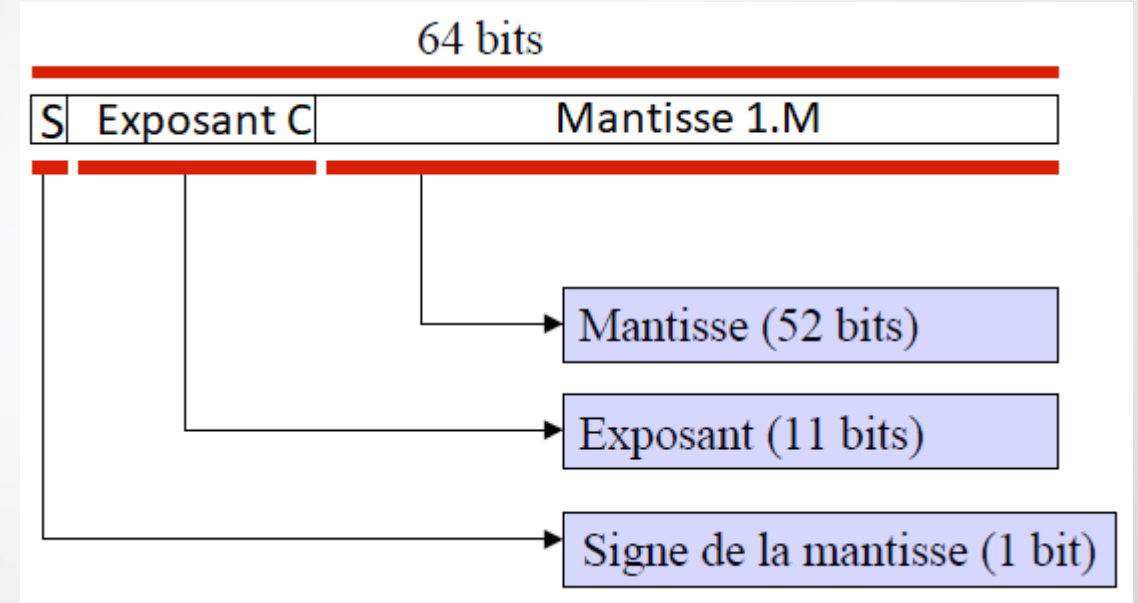 64 bits
S Exposant C Mantisse 1.M
Mantisse (52 bits)
Exposant (11 bits)
Signe de la mantisse (1 bit)